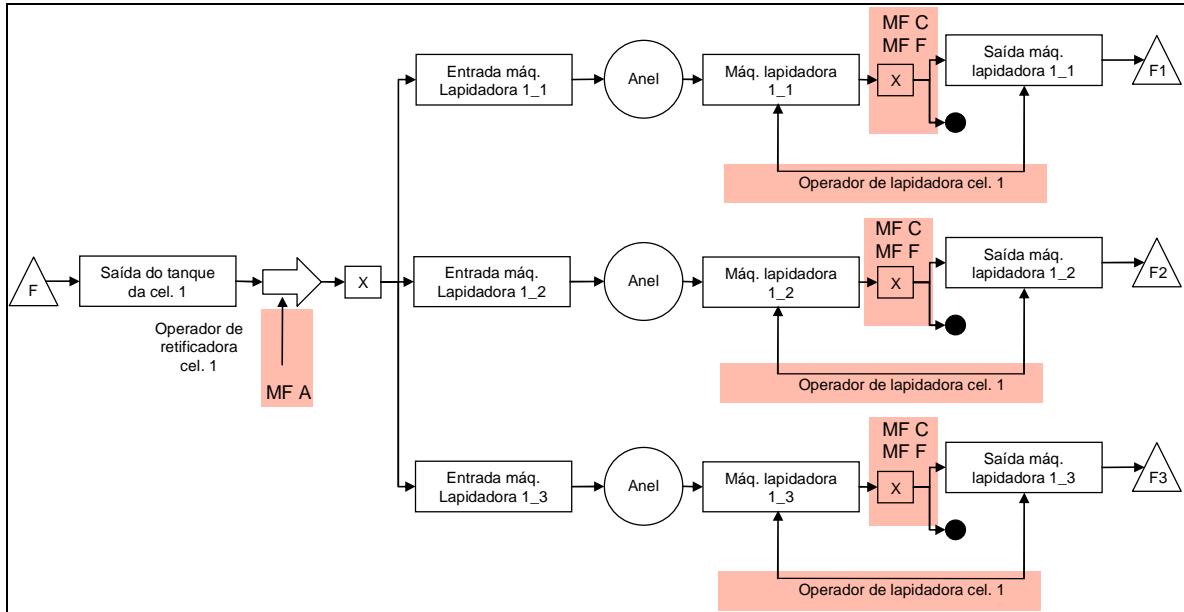 MF C
MF F
Entrada máq.
Lapidadora 1_1
Anel
Máq. lapidadora
1_1
X
Saída máq.
lapidadora 1_1
F1
Operador de lapidadora cel. 1
F
Saída do tanque
da cel. 1
Operador de
retificadora
cel. 1
MF A
X
MF C
MF F
Entrada máq.
Lapidadora 1_2
Anel
Máq. lapidadora
1_2
X
Saída máq.
lapidadora 1_2
F2
Operador de lapidadora cel. 1
MF C
MF F
Entrada máq.
Lapidadora 1_3
Anel
Máq. lapidadora
1_3
X
Saída máq.
lapidadora 1_3
F3
Operador de lapidadora cel. 1